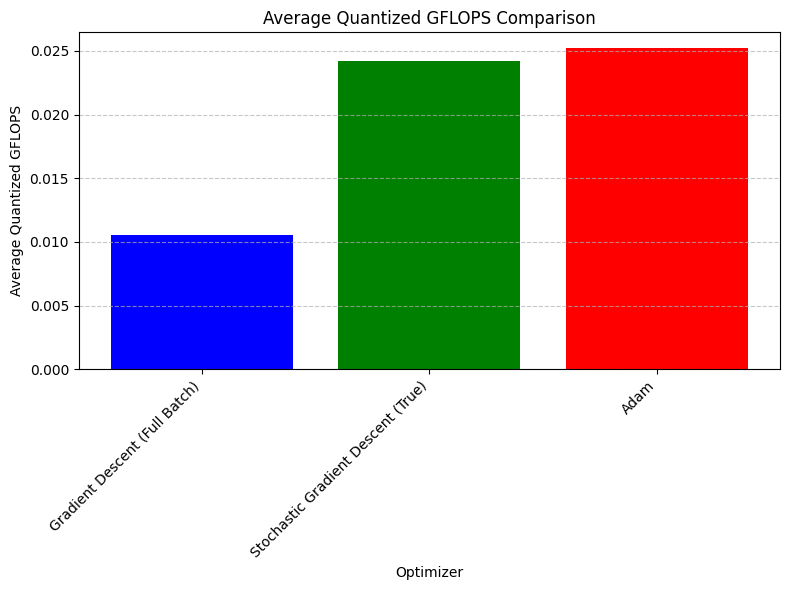 Average Quantized GFLOPS Comparison
Average Quantized GFLOPS
0.025
0.020
0.015
0.010
0.005
0.000
Gradient Descent (Full Batch)
Stochastic Gradient Descent (True)
Adam
Optimizer